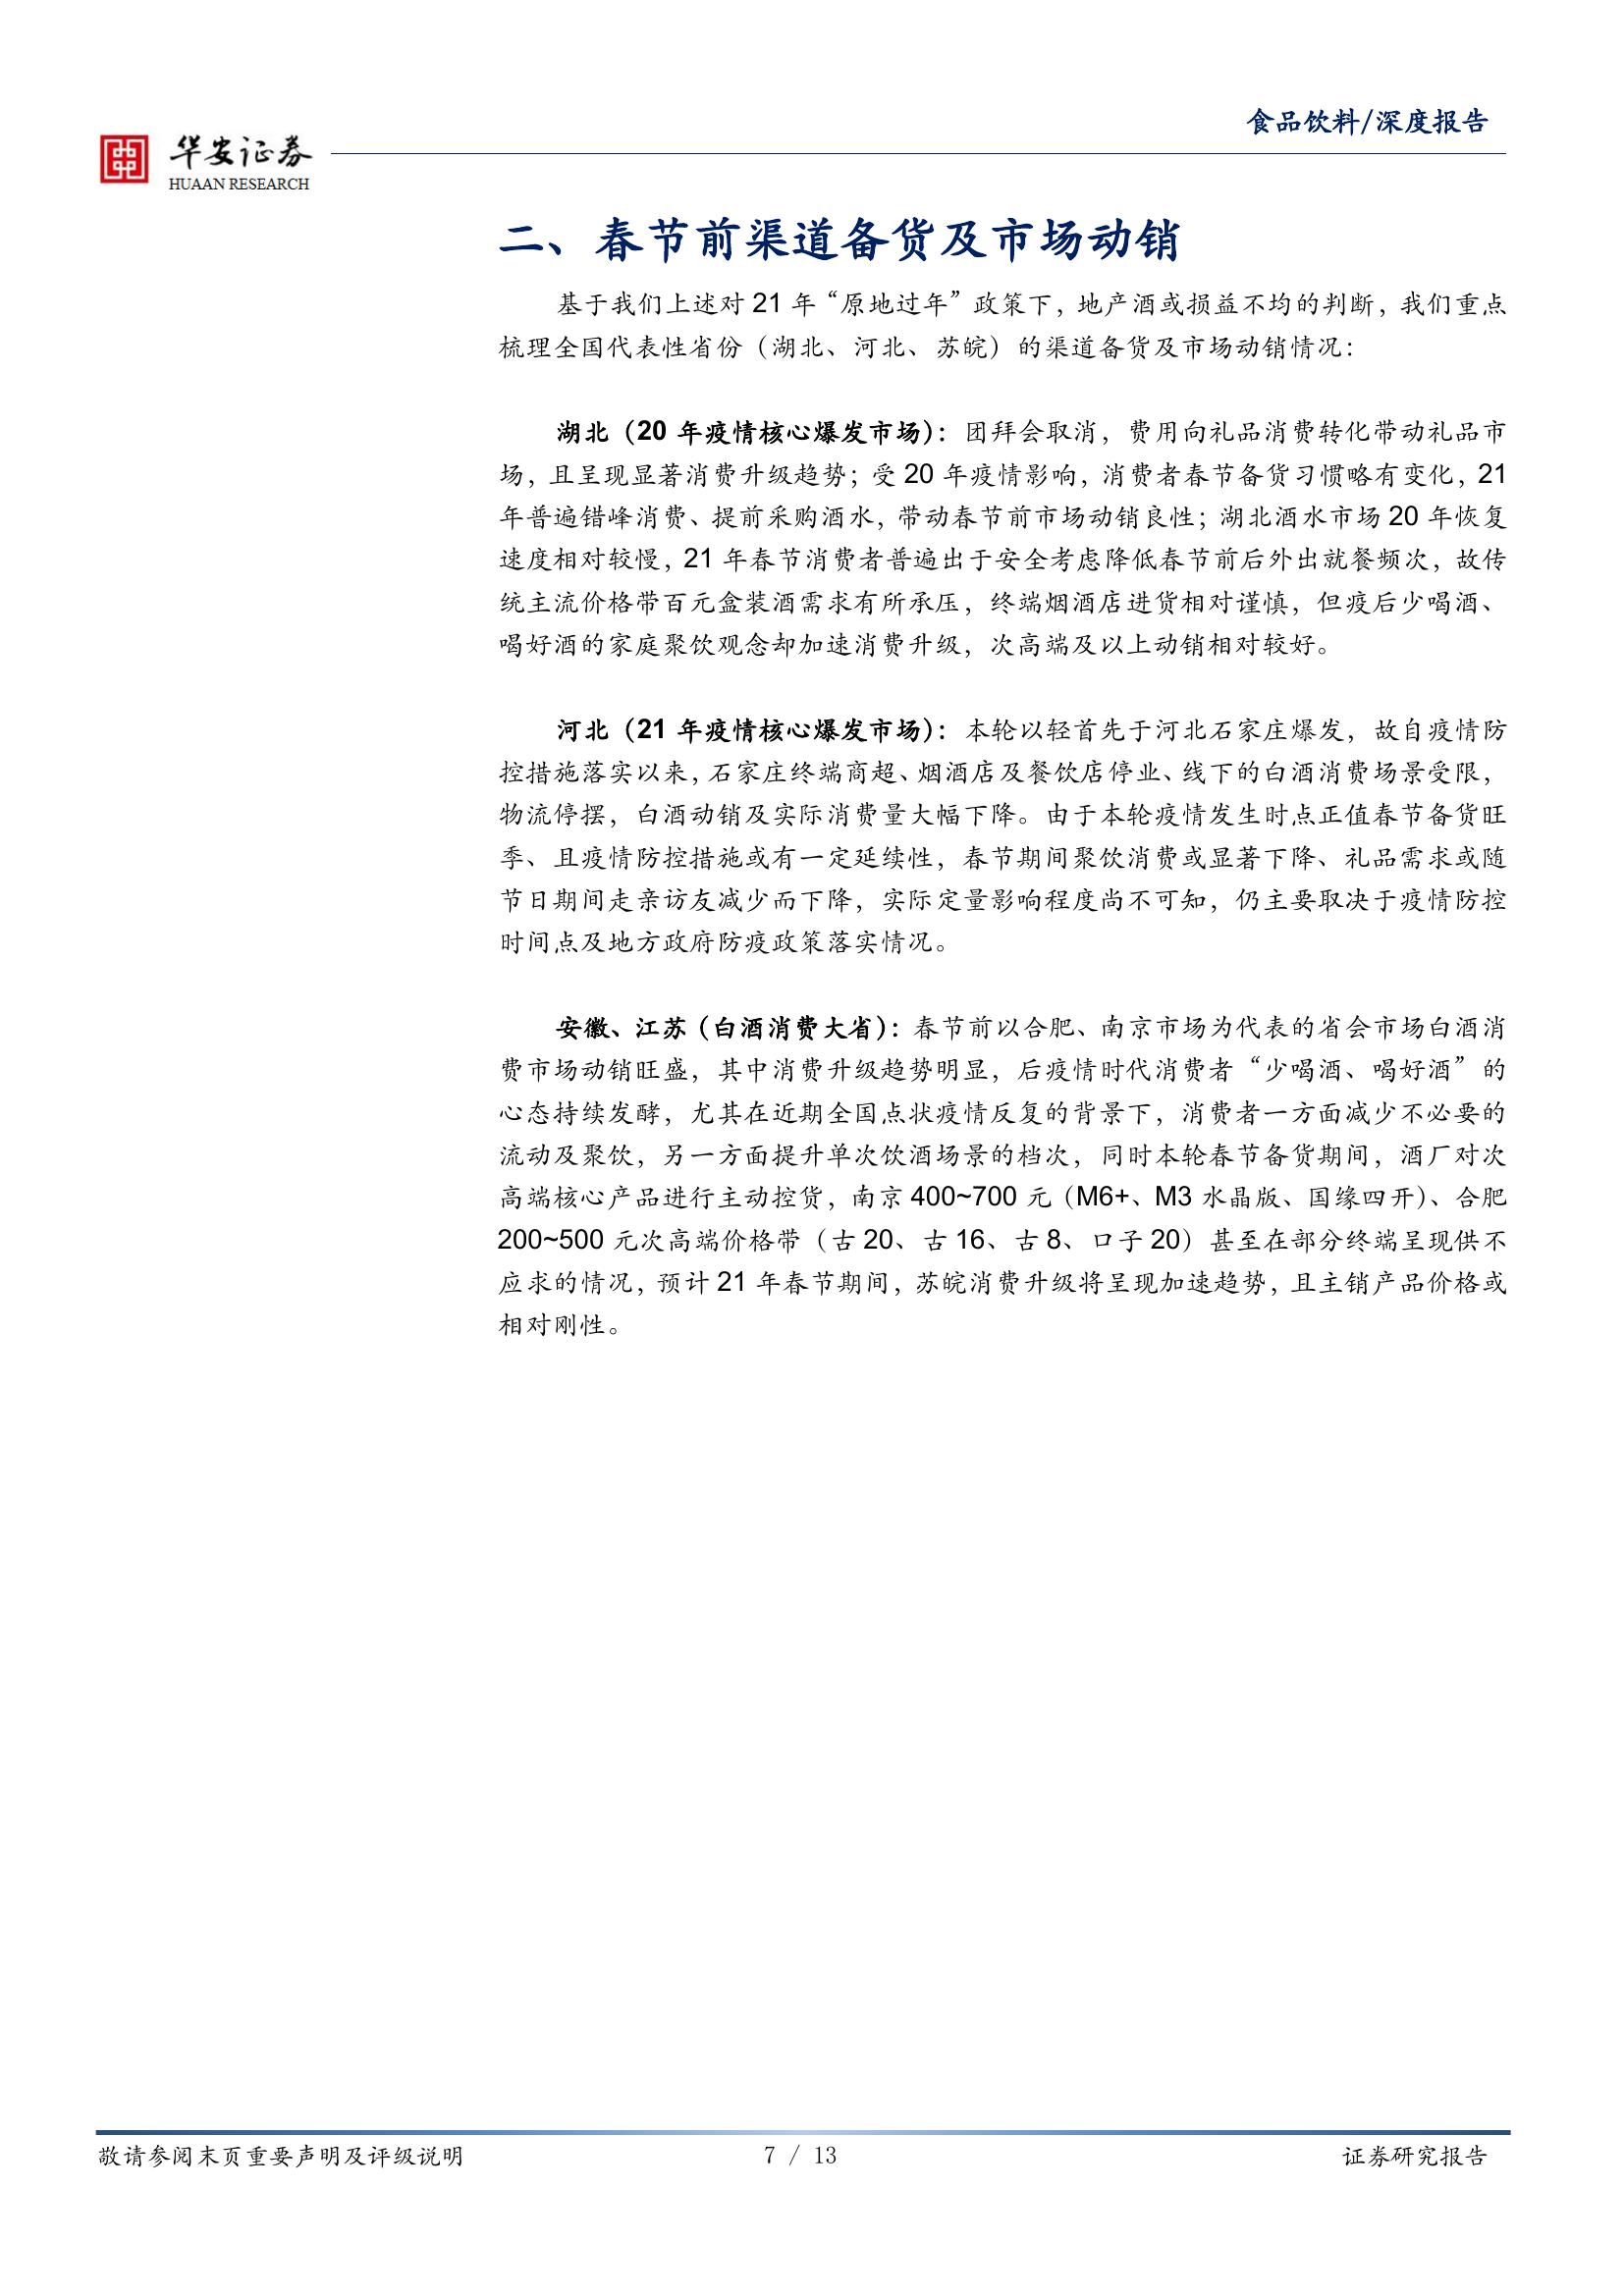 食品饮料/深度报告
华安证券
HUAAN RESEARCH
二、春节前渠道备货及市场动销
基于我们上述对 21 年“原地过年”政策下，地产酒或损益不均的判断，我们重点
梳理全国代表性省份（湖北、河北、苏皖）的渠道备货及市场动销情况：
湖北（20 年疫情核心爆发市场）：团拜会取消，费用向礼品消费转化带动礼品市
场，且呈现显著消费升级趋势；受 20 年疫情影响，消费者春节备货习惯略有变化，21
年普遍错峰消费、提前采购酒水，带动春节前市场动销良性；湖北酒水市场 20 年恢复
速度相对较慢，21 年春节消费者普遍出于安全考虑降低春节前后外出就餐频次，故传
统主流价格带百元盒装酒需求有所承压，终端烟酒店进货相对谨慎，但疫后少喝酒、
喝好酒的家庭聚饮观念却加速消费升级，次高端及以上动销相对较好。
河北（21 年疫情核心爆发市场）：本轮以轻首先于河北石家庄爆发，故自疫情防
控措施落实以来，石家庄终端商超、烟酒店及餐饮店停业、线下的白酒消费场景受限，
物流停摆，白酒动销及实际消费量大幅下降。由于本轮疫情发生时点正值春节备货旺
季、且疫情防控措施或有一定延续性，春节期间聚饮消费或显著下降、礼品需求或随
节日期间走亲访友减少而下降，实际定量影响程度尚不可知，仍主要取决于疫情防控
时间点及地方政府防疫政策落实情况。
安徽、江苏（白酒消费大省）：春节前以合肥、南京市场为代表的省会市场白酒消
费市场动销旺盛，其中消费升级趋势明显，后疫情时代消费者“少喝酒、喝好酒”的
心态持续发酵，尤其在近期全国点状疫情反复的背景下，消费者一方面减少不必要的
流动及聚饮，另一方面提升单次饮酒场景的档次，同时本轮春节备货期间，酒厂对次
高端核心产品进行主动控货，南京 400~700 元（M6+、M3 水晶版、国缘四开）、合肥
200~500 元次高端价格带（古 20、古 16、古 8、口子 20）甚至在部分终端呈现供不
应求的情况，预计 21 年春节期间，苏皖消费升级将呈现加速趋势，且主销产品价格或
相对刚性。
敬请参阅末页重要声明及评级说明
7 / 13
证券研究报告